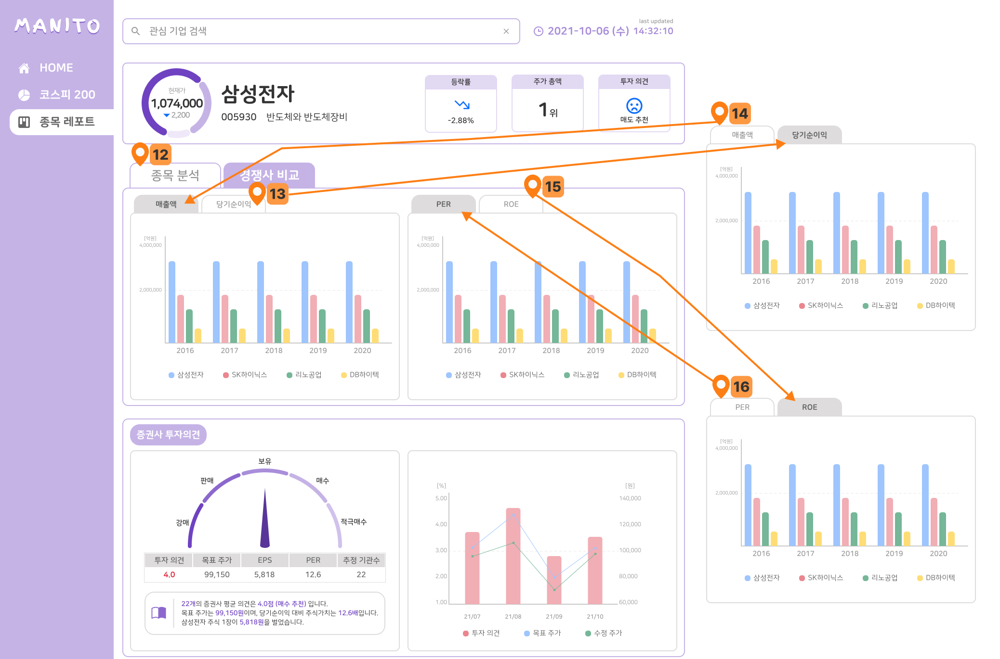 MANITO
HOME
코스피 200
종목 레포트
관심 기업 검색
last updated
2021-10-06 (수) 14:32:10
현재가
1,074,000
2,200
삼성전자
005930 반도체와 반도체장비
등락률
-2.88%
주가 총액
1위
투자 의견
매도 추천
12
종목 분석
경쟁사 비교
13
매출액
당기순이익
[억원]
4,000,000
2,000,000
2016 2017 2018 2019 2020
삼성전자 SK하이닉스 리노공업 DB하이텍
15
PER
ROE
[억원]
4,000,000
2,000,000
2016 2017 2018 2019 2020
삼성전자 SK하이닉스 리노공업 DB하이텍
14
매출액
당기순이익
[억원]
4,000,000
2,000,000
2016 2017 2018 2019 2020
삼성전자 SK하이닉스 리노공업 DB하이텍
16
PER
ROE
[억원]
4,000,000
2,000,000
2016 2017 2018 2019 2020
삼성전자 SK하이닉스 리노공업 DB하이텍
증권사 투자의견
보유
판매
매수
강매
적극매수
투자 의견 목표 주가 EPS PER 추정 기관수
4.0 99,150 5,818 12.6 22
22개의 증권사 평균 의견은 4.0점 (매수 추천) 입니다.
목표 주가는 99,150원이며, 당기순이익 대비 주식가치는 12.6배입니다.
삼성전자 주식 1장이 5,818원을 벌었습니다.
[%]
[원]
5.00 140,000
4.00 120,000
3.00 100,000
2.00 80,000
1.00 60,000
21/07 21/08 21/09 21/10
투자 의견 목표 주가 수정 주가